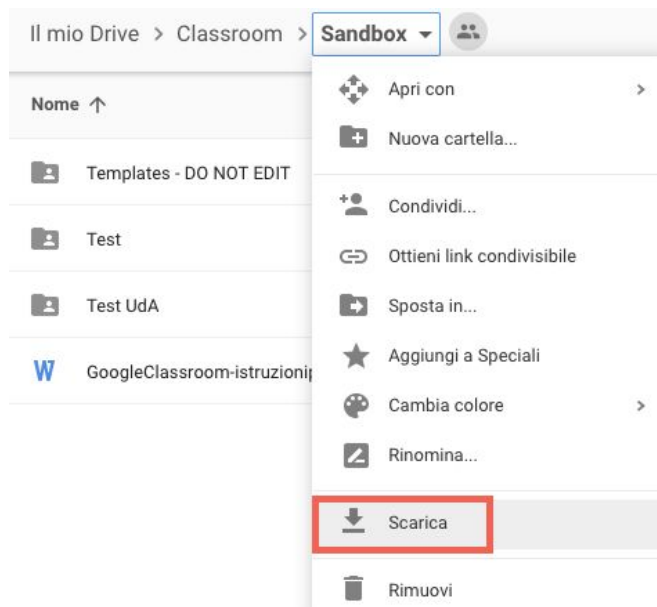 Il mio Drive > Classroom > Sandbox
Nome ↑
Templates - DO NOT EDIT
Test
Test UdA
GoogleClassroom-istruzioni
Apri con
Nuova cartella...
Condividi...
Ottieni link condivisibile
Sposta in...
Aggiungi a Speciali
Cambia colore
Rinomina...
Scarica
Rimuovi